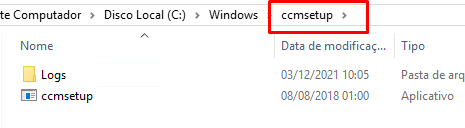 te Computador > Disco Local (C:) > Windows > ccmsetup >
Nome Data de modificaç... Tipo
Logs 03/12/2021 10:05 Pasta de arq
ccmsetup 08/08/2018 01:00 Aplicativo